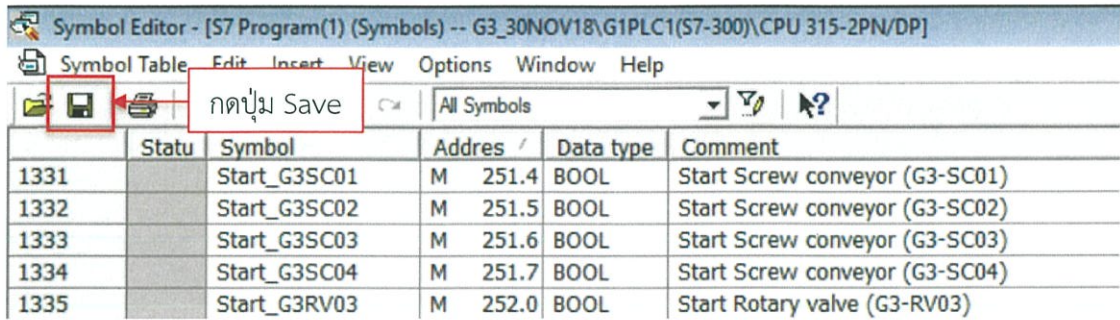 Symbol Editor - [S7 Program(1) (Symbols) -- G3_30NOV18\G1PLC1(S7-300)\CPU 315-2PN/DP]
Symbol Table Edit Insert View Options Window Help
กดปุ่ม Save All Symbols
Statu Symbol Addres Data type Comment
1331 Start_G3SC01 M 251.4 BOOL Start Screw conveyor (G3-SC01)
1332 Start_G3SC02 M 251.5 BOOL Start Screw conveyor (G3-SC02)
1333 Start_G3SC03 M 251.6 BOOL Start Screw conveyor (G3-SC03)
1334 Start_G3SC04 M 251.7 BOOL Start Screw conveyor (G3-SC04)
1335 Start_G3RV03 M 252.0 BOOL Start Rotary valve (G3-RV03)